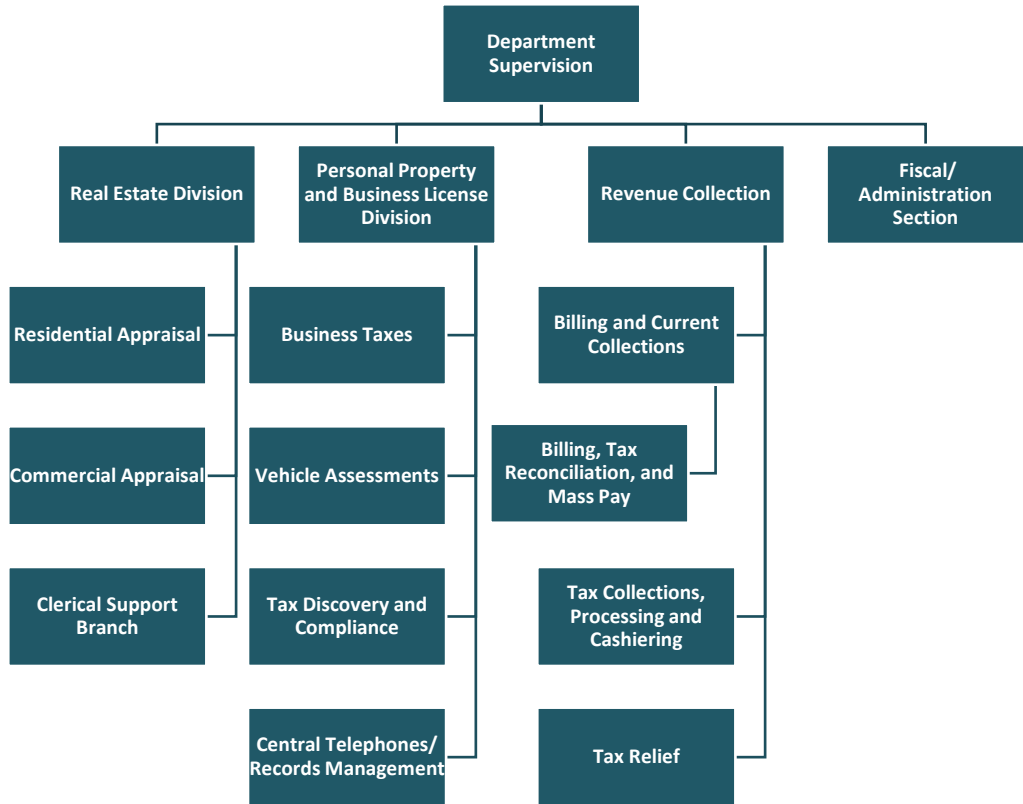 Department
Supervision
Real Estate Division
Personal Property
and Business License
Division
Revenue Collection
Fiscal/
Administration
Section
Residential Appraisal
Business Taxes
Billing and Current
Collections
Commercial Appraisal
Vehicle Assessments
Billing, Tax
Reconciliation, and
Mass Pay
Clerical Support
Branch
Tax Discovery and
Compliance
Tax Collections,
Processing and
Cashiering
Central Telephones/
Records Management
Tax Relief